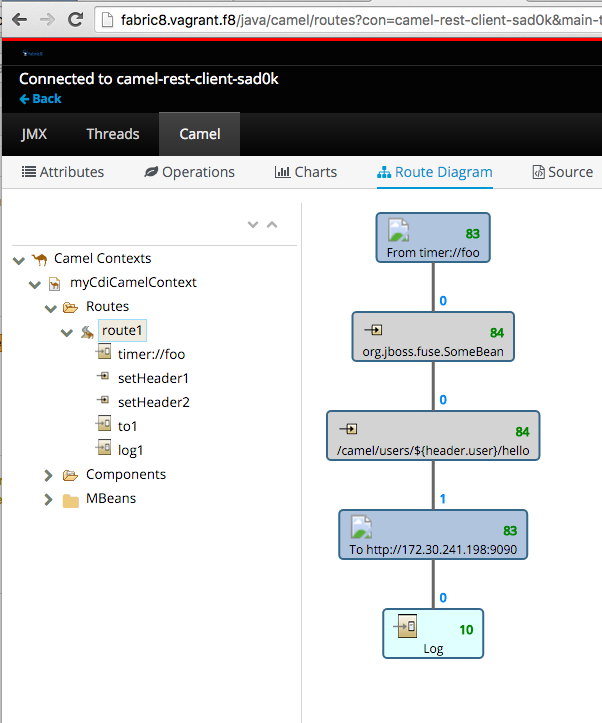 fabric8.vagrant.f8/java/camel/routes?con=camel-rest-client-sad0k&main-t
Connected to camel-rest-client-sad0k
Back
JMX Threads Camel
Attributes Operations Charts Route Diagram Source
Camel Contexts
myCdiCamelContext
Routes
route1
timer://foo
setHeader1
setHeader2
to1
log1
Components
MBeans
83
From timer://foo
0
84
org.jboss.fuse.SomeBean
0
84
/camel/users/${header.user}/hello
1
83
To http://172.30.241.198:9090
0
10
Log